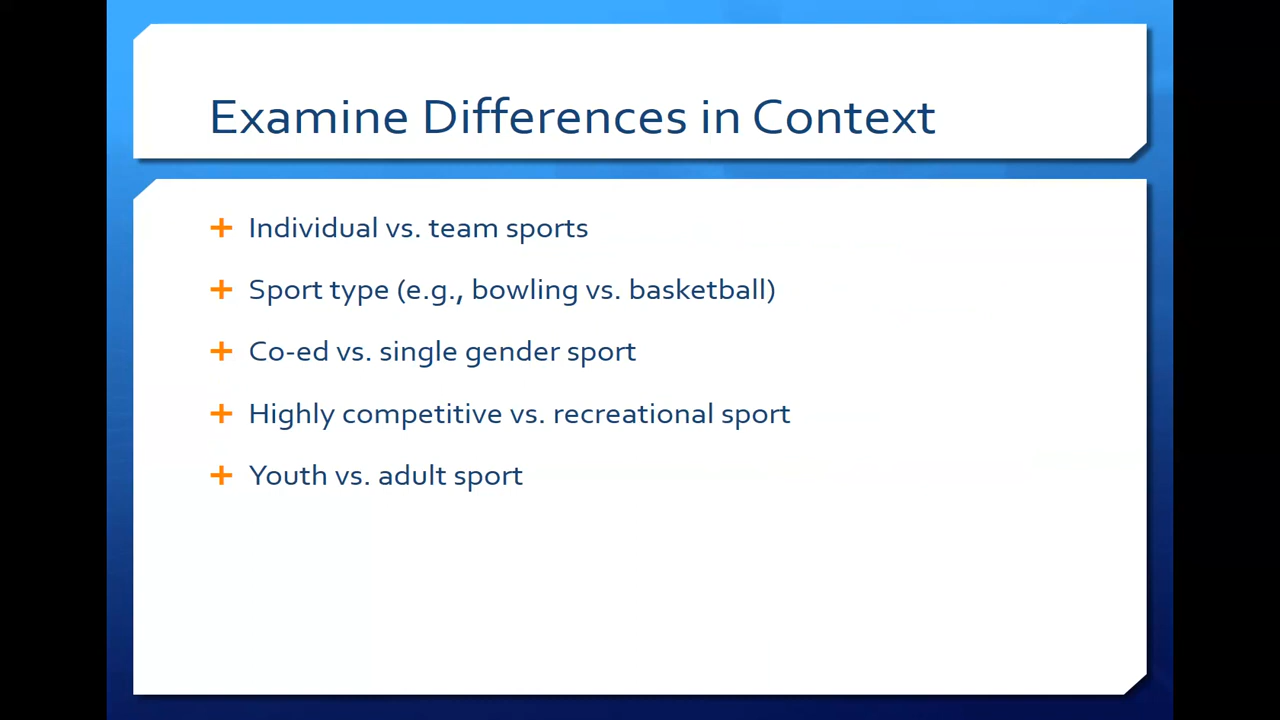 Examine Differences in Context
Individual vs. team sports
Sport type (e.g., bowling vs. basketball)
Co-ed vs. single gender sport
Highly competitive vs. recreational sport
Youth vs. adult sport